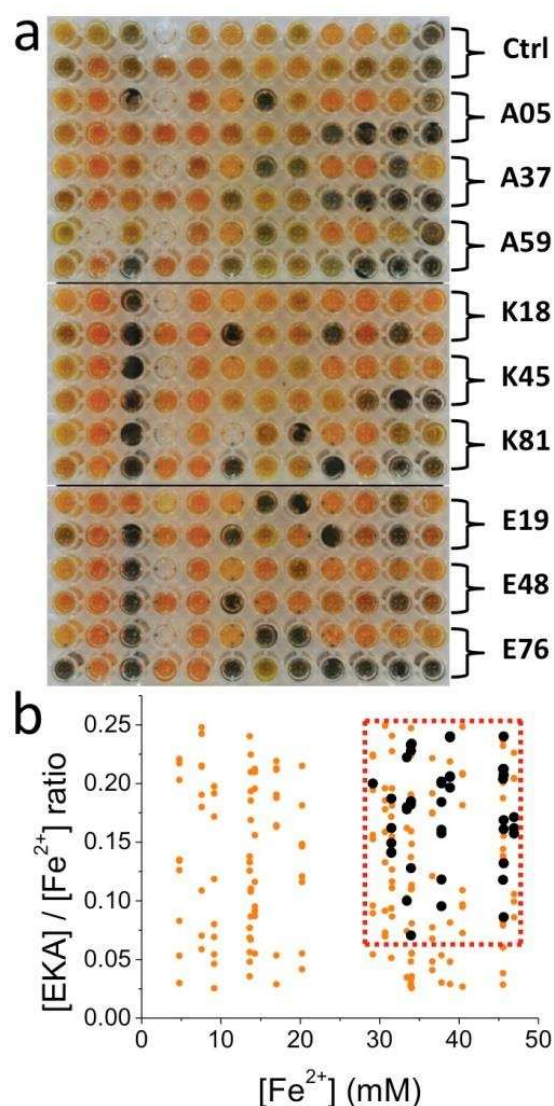 a
Ctrl
A05
A37
A59
K18
K45
K81
E19
E48
E76
b
[EKA] / [Fe²⁺] ratio
0.25
0.20
0.15
0.10
0.05
0.00
0 10 20 30 40 50
[Fe²⁺] (mM)